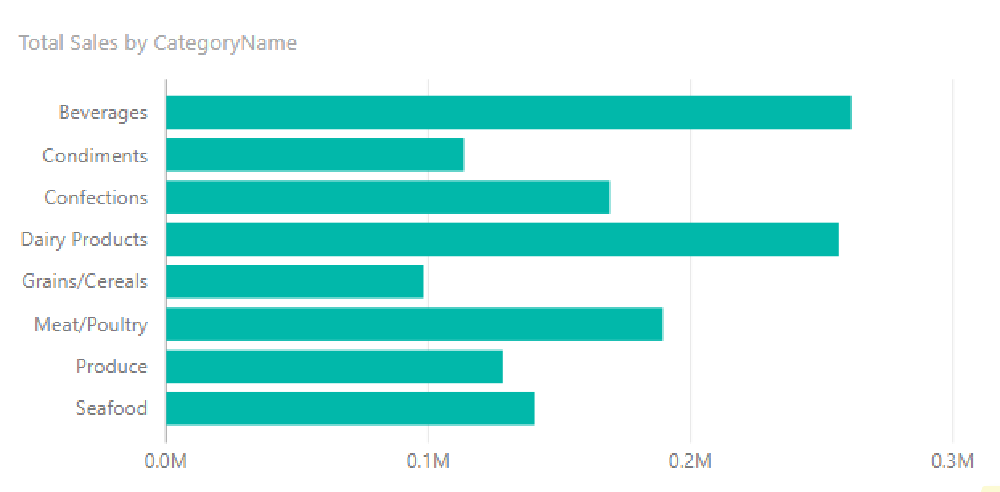 Total Sales by CategoryName
Beverages
Condiments
Confections
Dairy Products
Grains/Cereals
Meat/Poultry
Produce
Seafood
0.0M 0.1M 0.2M 0.3M